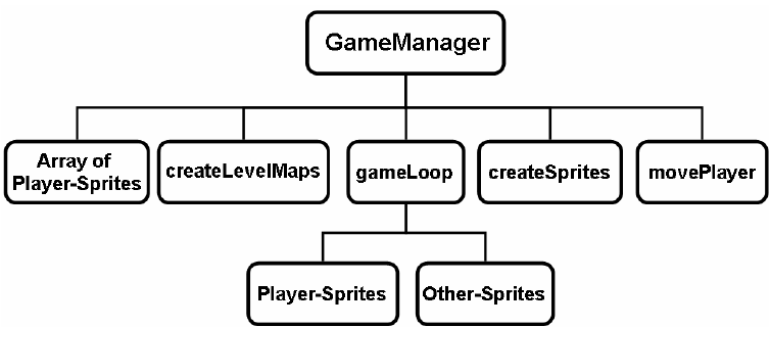 GameManager
Array of
Player-Sprites
createLevelMaps
gameLoop
createSprites
movePlayer
Player-Sprites
Other-Sprites